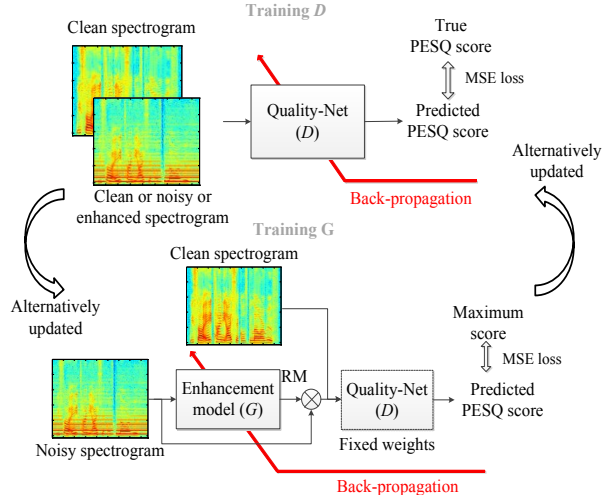 Training D
Clean spectrogram
True
PESQ score
MSE loss
Quality-Net
(D)
Predicted
PESQ score
Clean or noisy or
enhanced spectrogram
Back-propagation
Alternatively
updated
Training G
Clean spectrogram
Alternatively
updated
Maximum
score
MSE loss
Enhancement
model (G)
RM
Quality-Net
(D)
Predicted
PESQ score
Fixed weights
Noisy spectrogram
Back-propagation